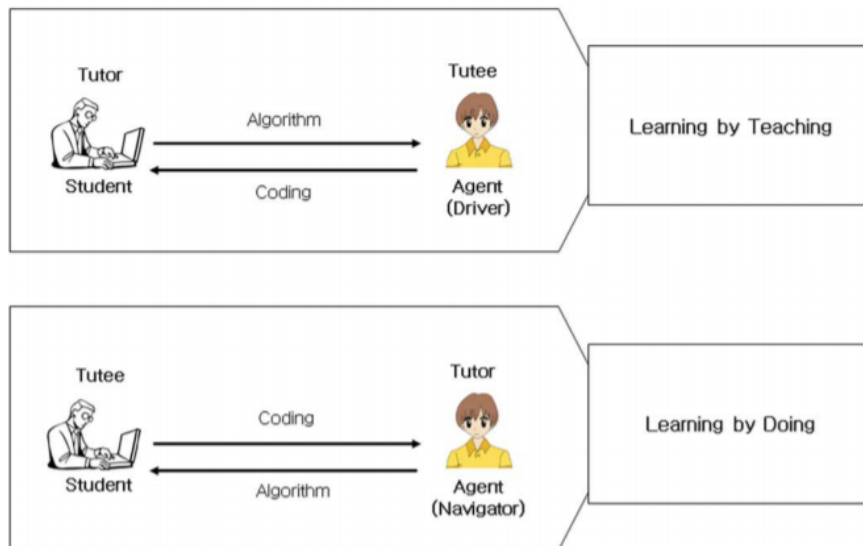 Tutor
Tutee
Algorithm
Coding
Student
Agent
(Driver)
Learning by Teaching
Tutee
Tutor
Coding
Algorithm
Student
Agent
(Navigator)
Learning by Doing